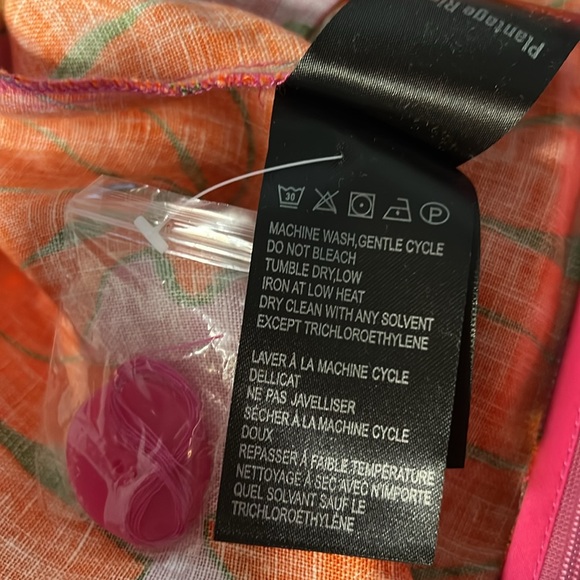 Plantage
30
P
MACHINE WASH,GENTLE CYCLE
DO NOT BLEACH
TUMBLE DRY,LOW
IRON AT LOW HEAT
DRY CLEAN WITH ANY SOLVENT
EXCEPT TRICHLOROETHYLENE
LAVER À LA MACHINE CYCLE
DELLICAT
NE PAS JAVELLISER
SÉCHER À LA MACHINE CYCLE
DOUX
REPASSER À FAIBLE TEMPÉRATURE
NETTOYAGE À SEC AVEC N'IMPORTE
QUEL SOLVANT SAUF LE
TRICHLOROÉTHYLÈNE